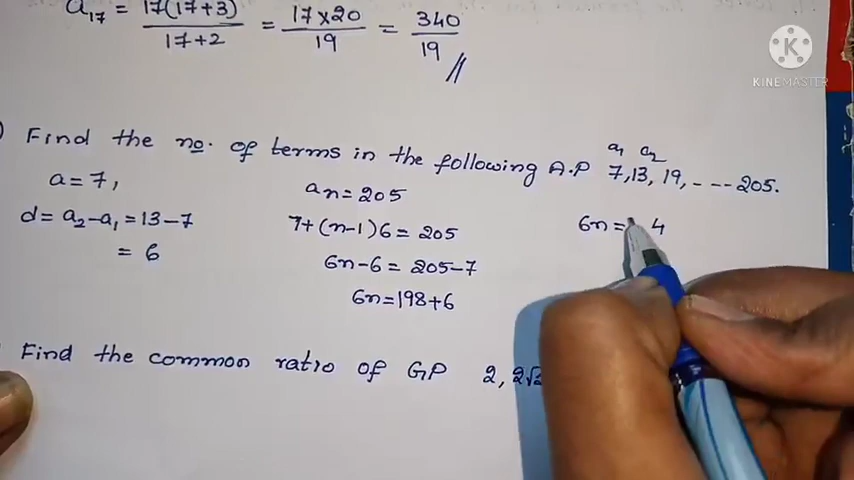 a17 = 17(17+3) / 17+2 = 17×20 / 19 = 340 / 19 //
KINEMASTER
) Find the no. of terms in the following A.P 7, 13, 19, - - -- 205.
a1 a2
a = 7,
an = 205
d = a2-a1 = 13-7
7+(n-1)6 = 205
6n = 4
= 6
6n-6 = 205-7
6n = 198+6
Find the common ratio of GP 2, 2√